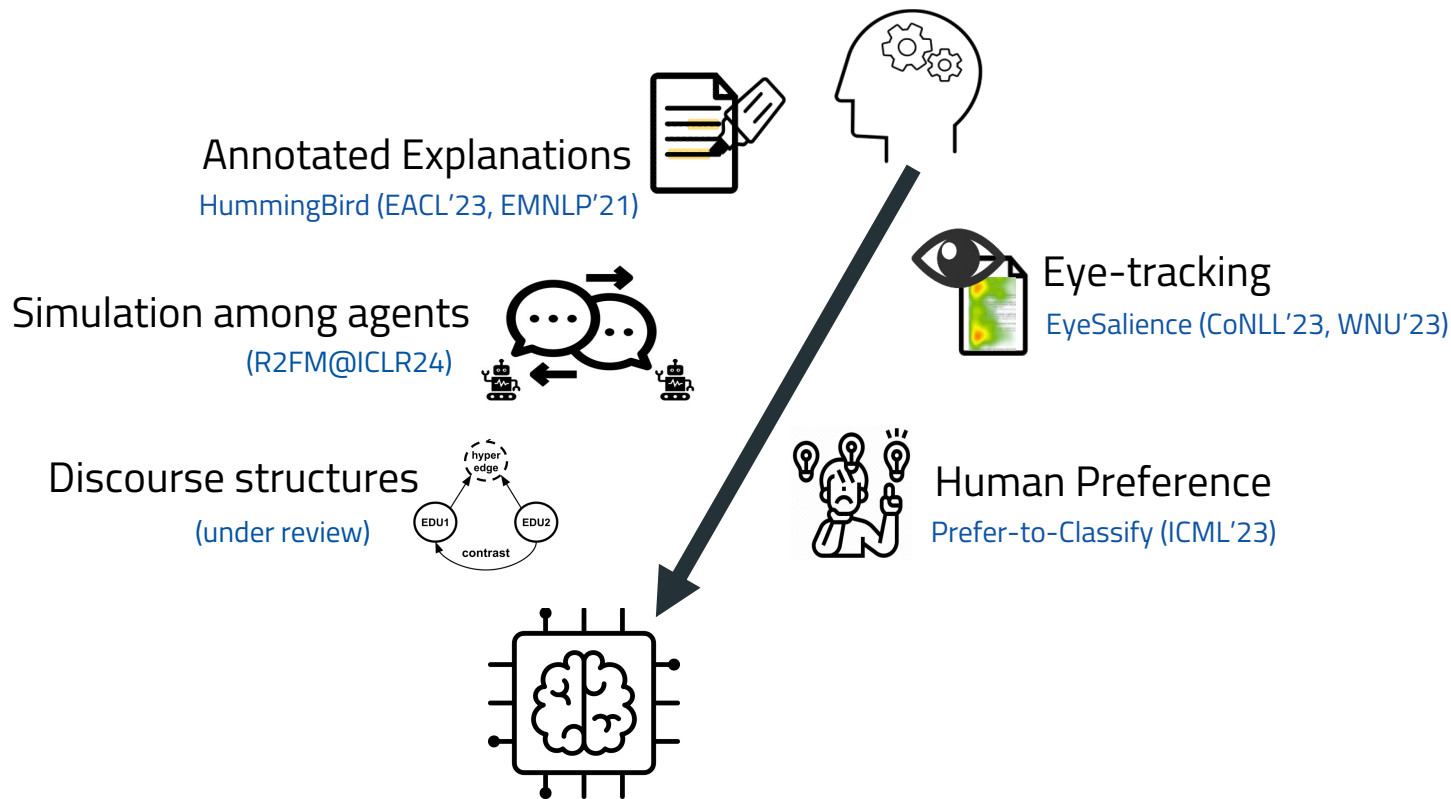 Annotated Explanations
HummingBird (EACL’23, EMNLP’21)
Simulation among agents
(R2FM@ICLR24)
Discourse structures
(under review)
hyper
edge
EDU1
EDU2
contrast
Eye-tracking
EyeSalience (CoNLL’23, WNU’23)
Human Preference
Prefer-to-Classify (ICML’23)